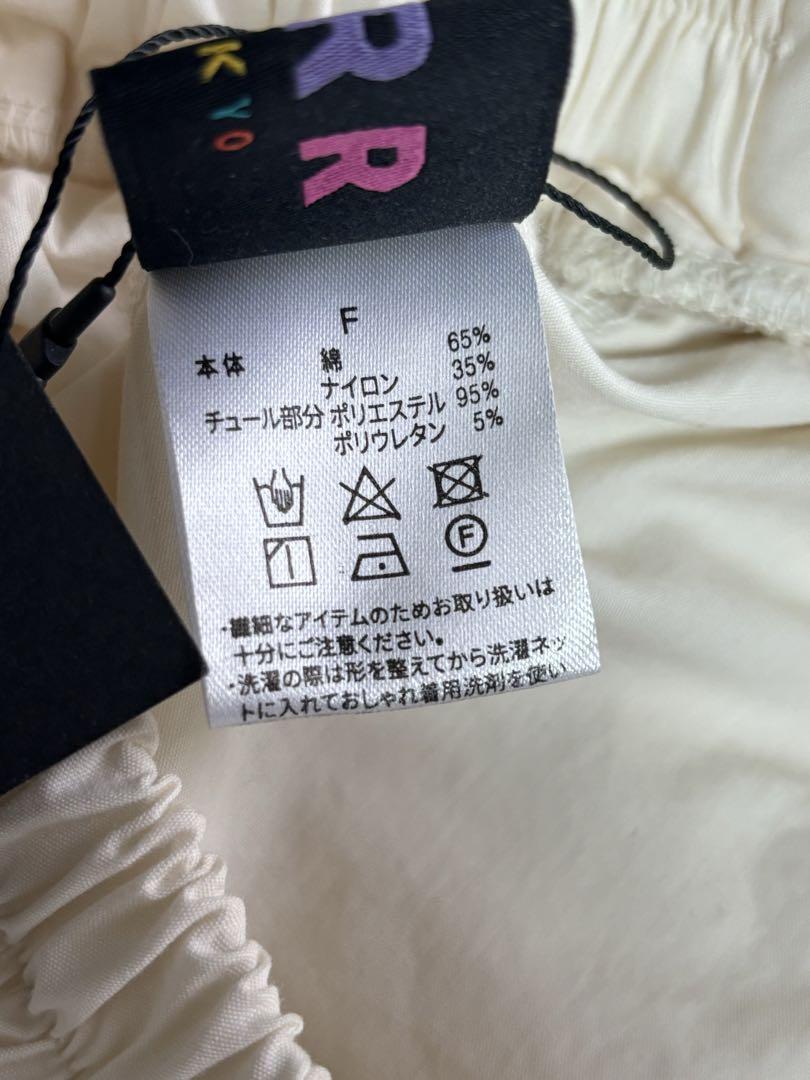 RR
KYO
F
本体 綿 65%
ナイロン 35%
チュール部分 ポリエステル 95%
ポリウレタン 5%
F
・繊細なアイテムのためお取り扱いは
十分にご注意ください。
・洗濯の際は形を整えてから洗濯ネッ
トに入れておしゃれ着用洗剤を使い